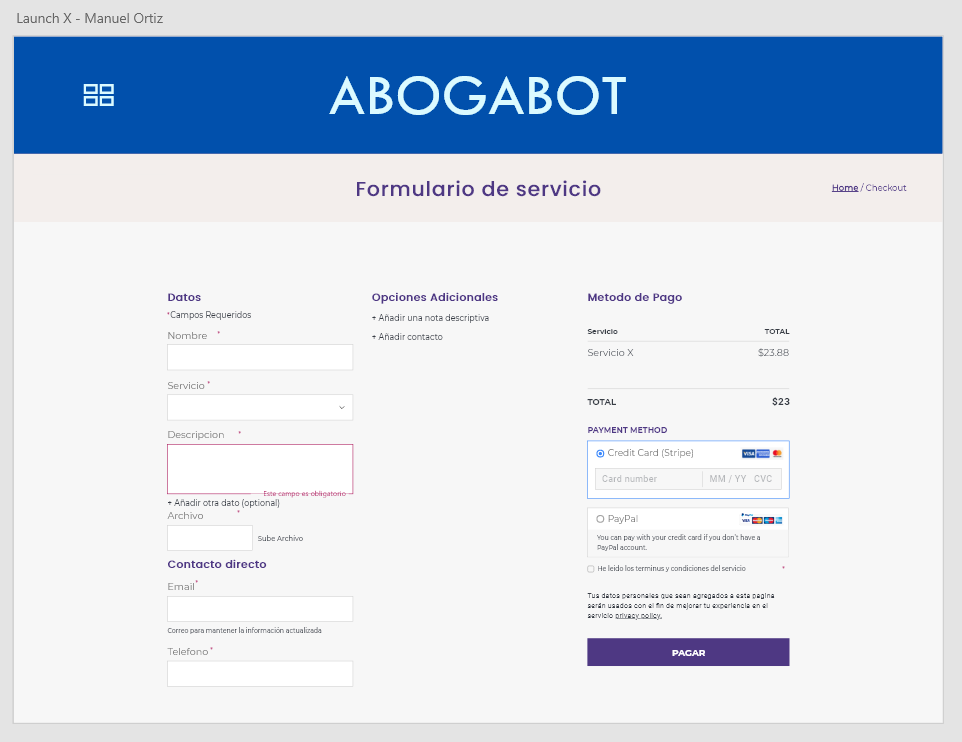 Launch X - Manuel Ortiz
ABOGABOT
Formulario de servicio
Home / Checkout
Datos
*Campos Requeridos
Nombre *
Servicio *
Descripcion *
Este campo es obligatorio
+ Añadir otra dato (optional)
Archivo *
Sube Archivo
Contacto directo
Email*
Correo para mantener la información actualizada
Telefono *
Opciones Adicionales
+ Añadir una nota descriptiva
+ Añadir contacto
Metodo de Pago
Servicio TOTAL
Servicio X $23.88
TOTAL $23
PAYMENT METHOD
Credit Card (Stripe) VISA
Card number MM / YY CVC
PayPal PayPal VISA
You can pay with your credit card if you don't have a
PayPal account.
He leido los terminus y condiciones del servicio *
Tus datos personales que sean agregados a esta pagina
serán usados con el fin de mejorar tu experiencia en el
servicio privacy policy.
PAGAR